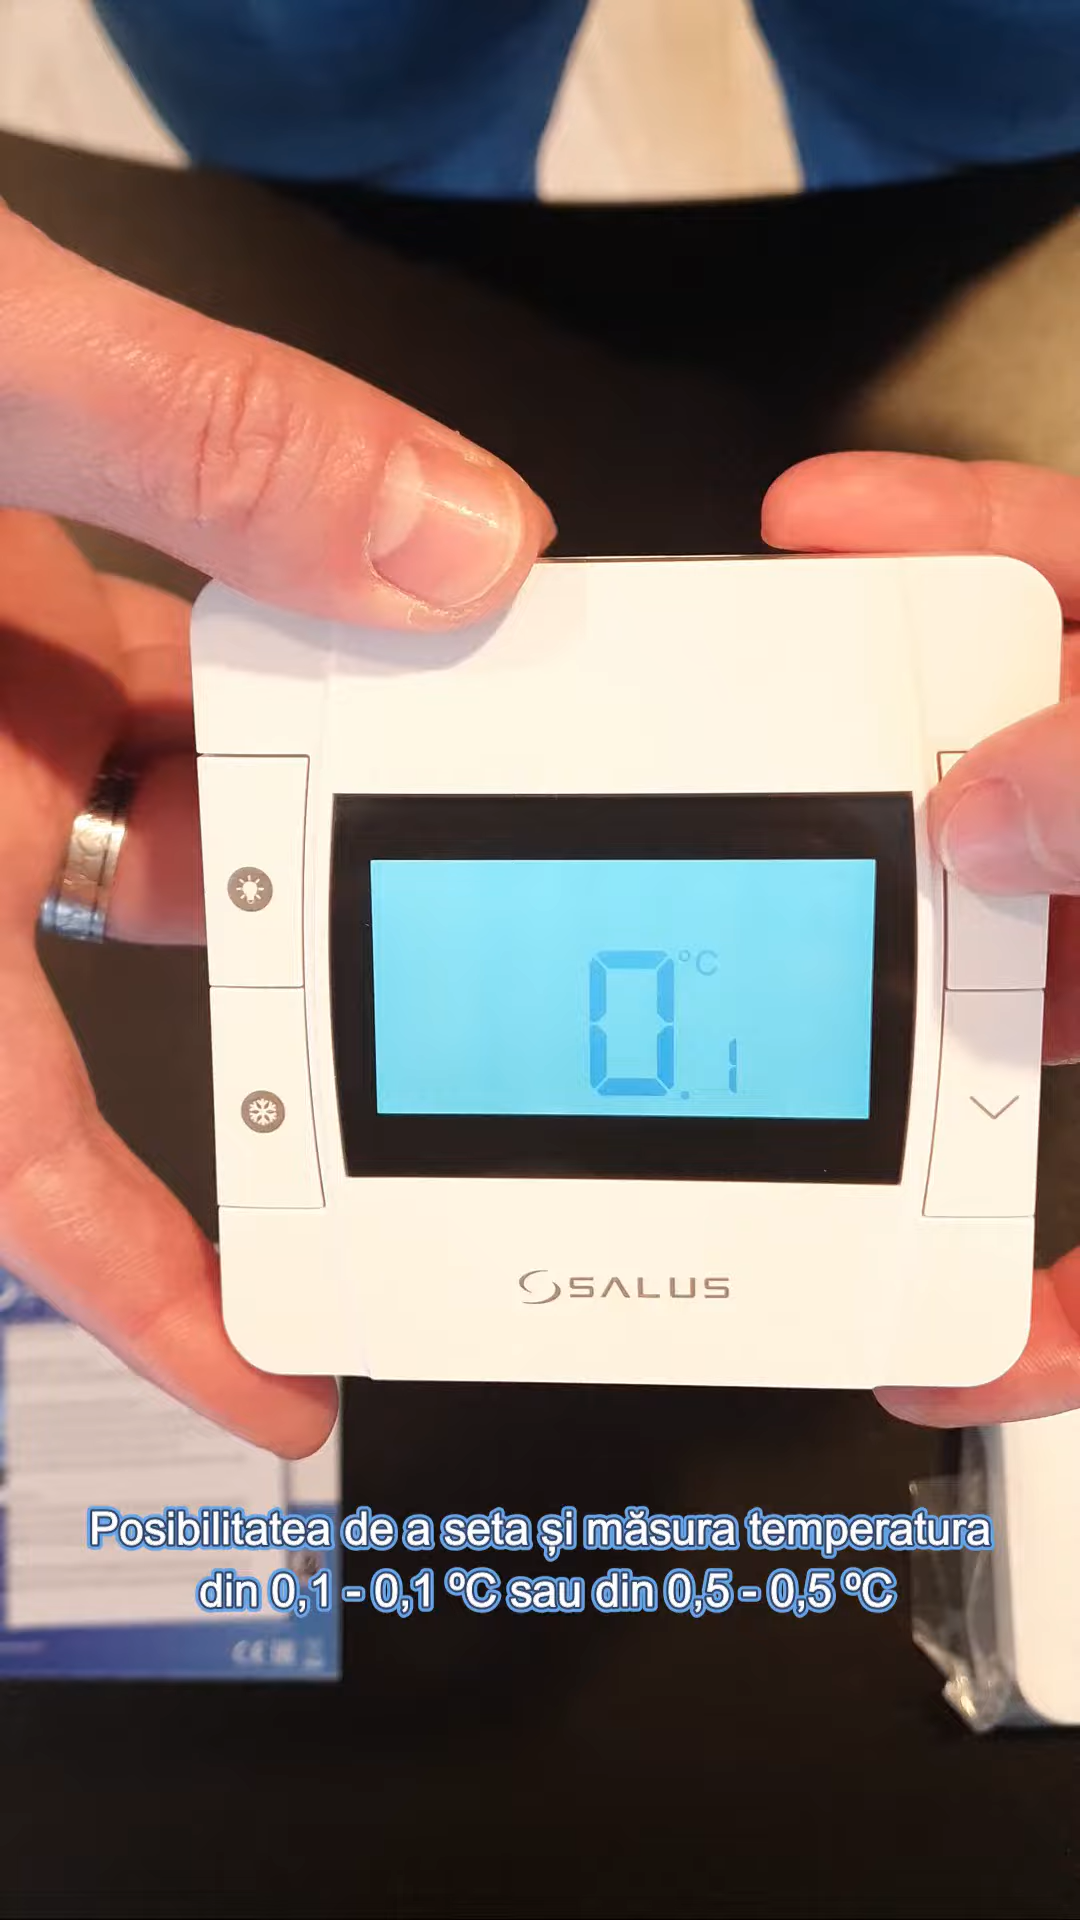 0.1 °C
SALUS
Posibilitatea de a seta și măsura temperatura
din 0,1 - 0,1 ºC sau din 0,5 - 0,5 ºC
CE